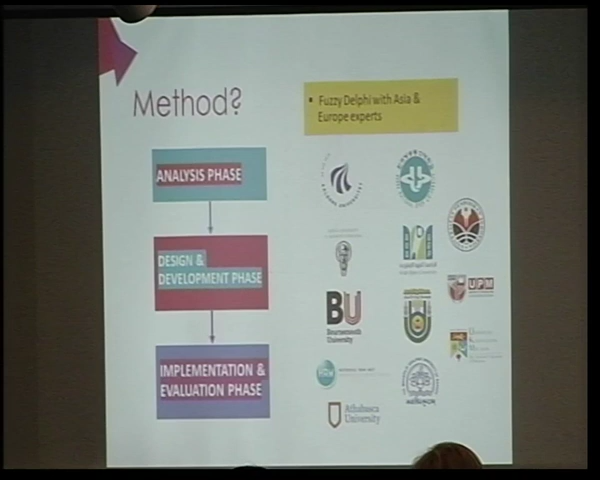 Method?
▪ Fuzzy Delphi with Asia &
Europe experts
ANALYSIS PHASE
DESIGN &
DEVELOPMENT PHASE
IMPLEMENTATION &
EVALUATION PHASE
BU
Bournemouth
University
UPM
Athabasca
University